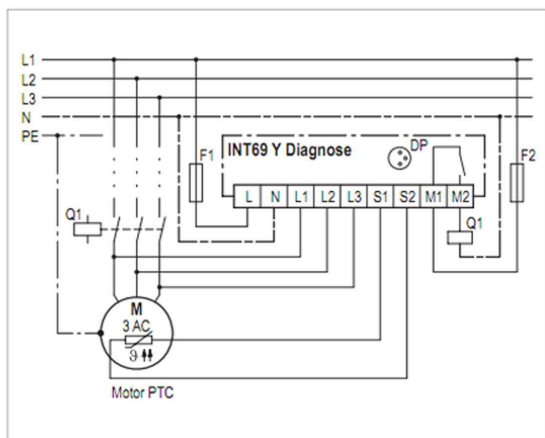 L1
L2
L3
N
PE
F1
INT69 Y Diagnose
DP
F2
L N L1 L2 L3 S1 S2 M1 M2
Q1
Q1
M
3 AC
ϑ
Motor PTC